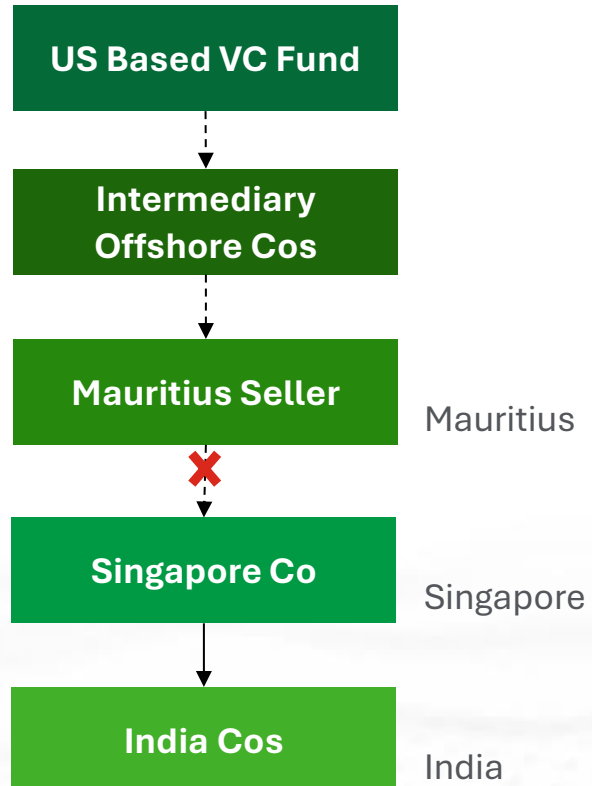 US Based VC Fund
Intermediary
Offshore Cos
Mauritius Seller
Mauritius
Singapore Co
Singapore
India Cos
India